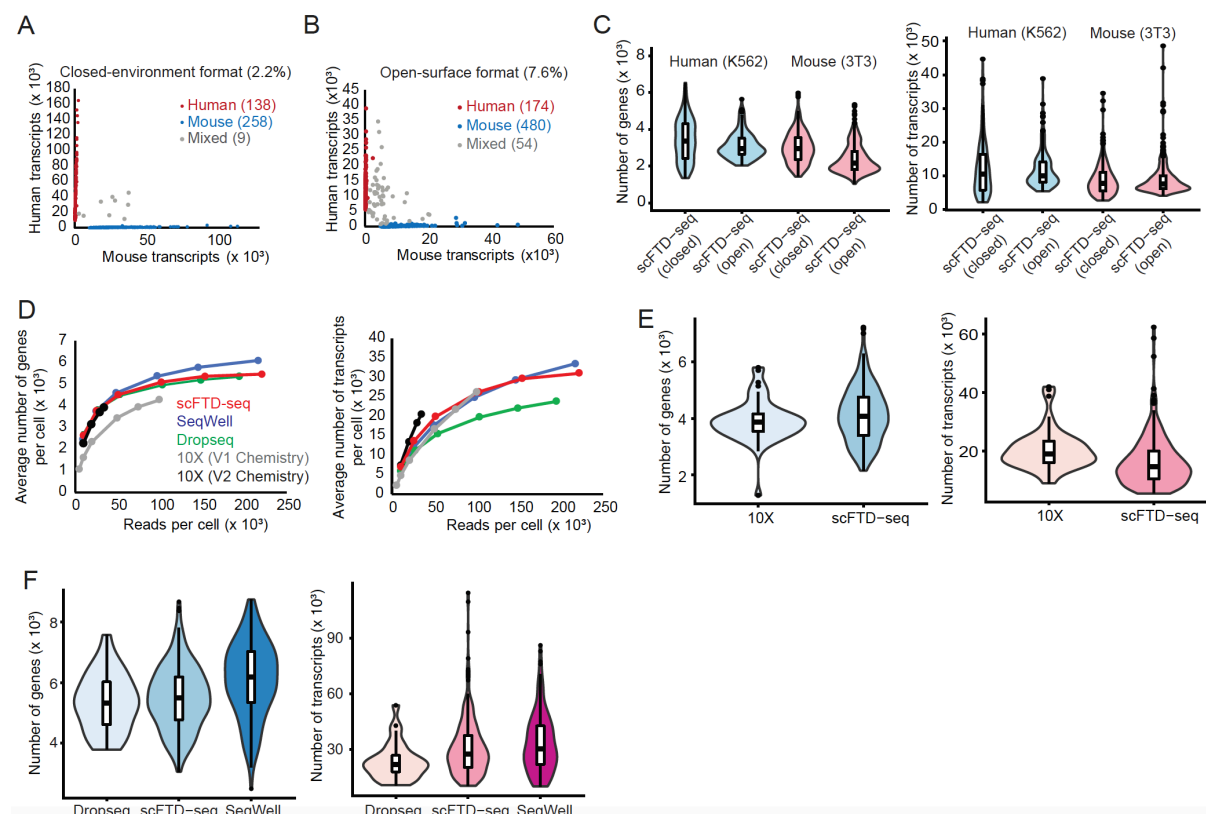 A
Closed-environment format (2.2%)
Human transcripts (x 10³)
180
160
140
120
100
80
60
40
20
0
Human (138)
Mouse (258)
Mixed (9)
0
50
100
Mouse transcripts (x 10³)
B
Open-surface format (7.6%)
Human transcripts (x10³)
45
40
35
30
25
20
15
10
5
0
Human (174)
Mouse (480)
Mixed (54)
0
20
40
60
Mouse transcripts (x10³)
C
Number of genes (x 10³)
8
6
4
2
0
Human (K562)
Mouse (3T3)
scFTD-seq
(closed)
scFTD-seq
(open)
scFTD-seq
(closed)
scFTD-seq
(open)
Number of transcripts (x 10³)
50
40
30
20
10
0
Human (K562)
Mouse (3T3)
scFTD-seq
(closed)
scFTD-seq
(open)
scFTD-seq
(closed)
scFTD-seq
(open)
D
Average number of genes
per cell (x 10³)
7
6
5
4
3
2
1
0
scFTD-seq
SeqWell
Dropseq
10X (V1 Chemistry)
10X (V2 Chemistry)
0
50
100
150
200
250
Reads per cell (x 10³)
Average number of transcripts
per cell (x 10³)
40
35
30
25
20
15
10
5
0
0
50
100
150
200
250
Reads per cell (x 10³)
E
Number of genes (x 10³)
6
4
2
10X
scFTD-seq
Number of transcripts (x 10³)
60
40
20
10X
scFTD-seq
F
Number of genes (x 10³)
8
6
4
Dropseq
scFTD-seq
SeqWell
Number of transcripts (x 10³)
90
60
30
Dropseq
scFTD-seq
SeqWell